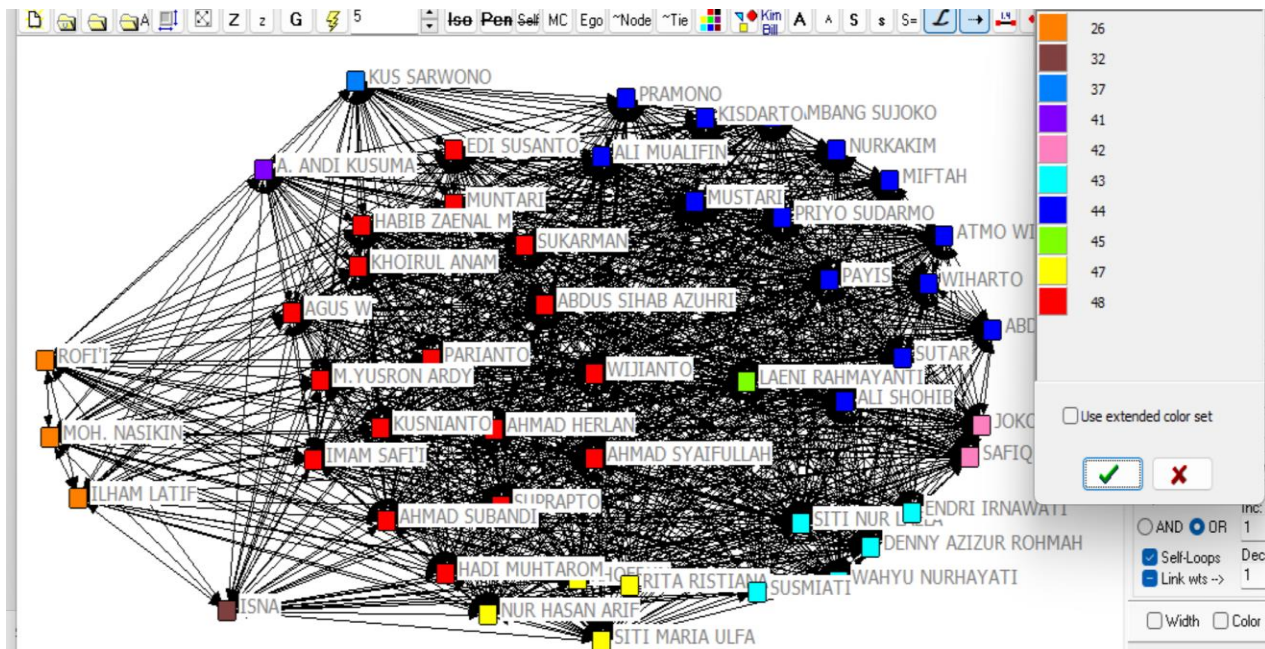 A Z z G 5 Iso Pen Self MC Ego ~Node ~Tie Kim Bill A A S s S=
26
32
37
41
42
43
44
45
47
48
Use extended color set
AND OR
1
Self-Loops
Link wts -->
1
Width Color
KUS SARWONO
PRAMONO
KISDARTO
MBANG SUJOKO
EDI SUSANTO
ALI MUALIFIN
NURKAKIM
A. ANDI KUSUMA
MIFTAH
MUNTARI
MUSTARI
HABIB ZAENAL M
PRIYO SUDARMO
SUKARMAN
ATMO WI
KHOIRUL ANAM
PAYIS
WIHARTO
ABDUS SIHAB AZUHRI
AGUS W
ABD
ROFI'I
PARIANTO
SUTAR
M.YUSRON ARDY
WIJIANTO
LAENI RAHMAYANTI
ALI SHOHIB
KUSNIANTO
AHMAD HERLAN
JOKO
MOH. NASIKIN
IMAM SAFI'I
AHMAD SYAIFULLAH
SAFIQ
ILHAM LATIF
SUPRAPTO
AHMAD SUBANDI
SITI NUR
ENDRI IRNAWATI
DENNY AZIZUR ROHMAH
HADI MUHTAROM
RITA RISTIANA
WAHYU NURHAYATI
SUSMIATI
ISNA
NUR HASAN ARIF
SITI MARIA ULFA